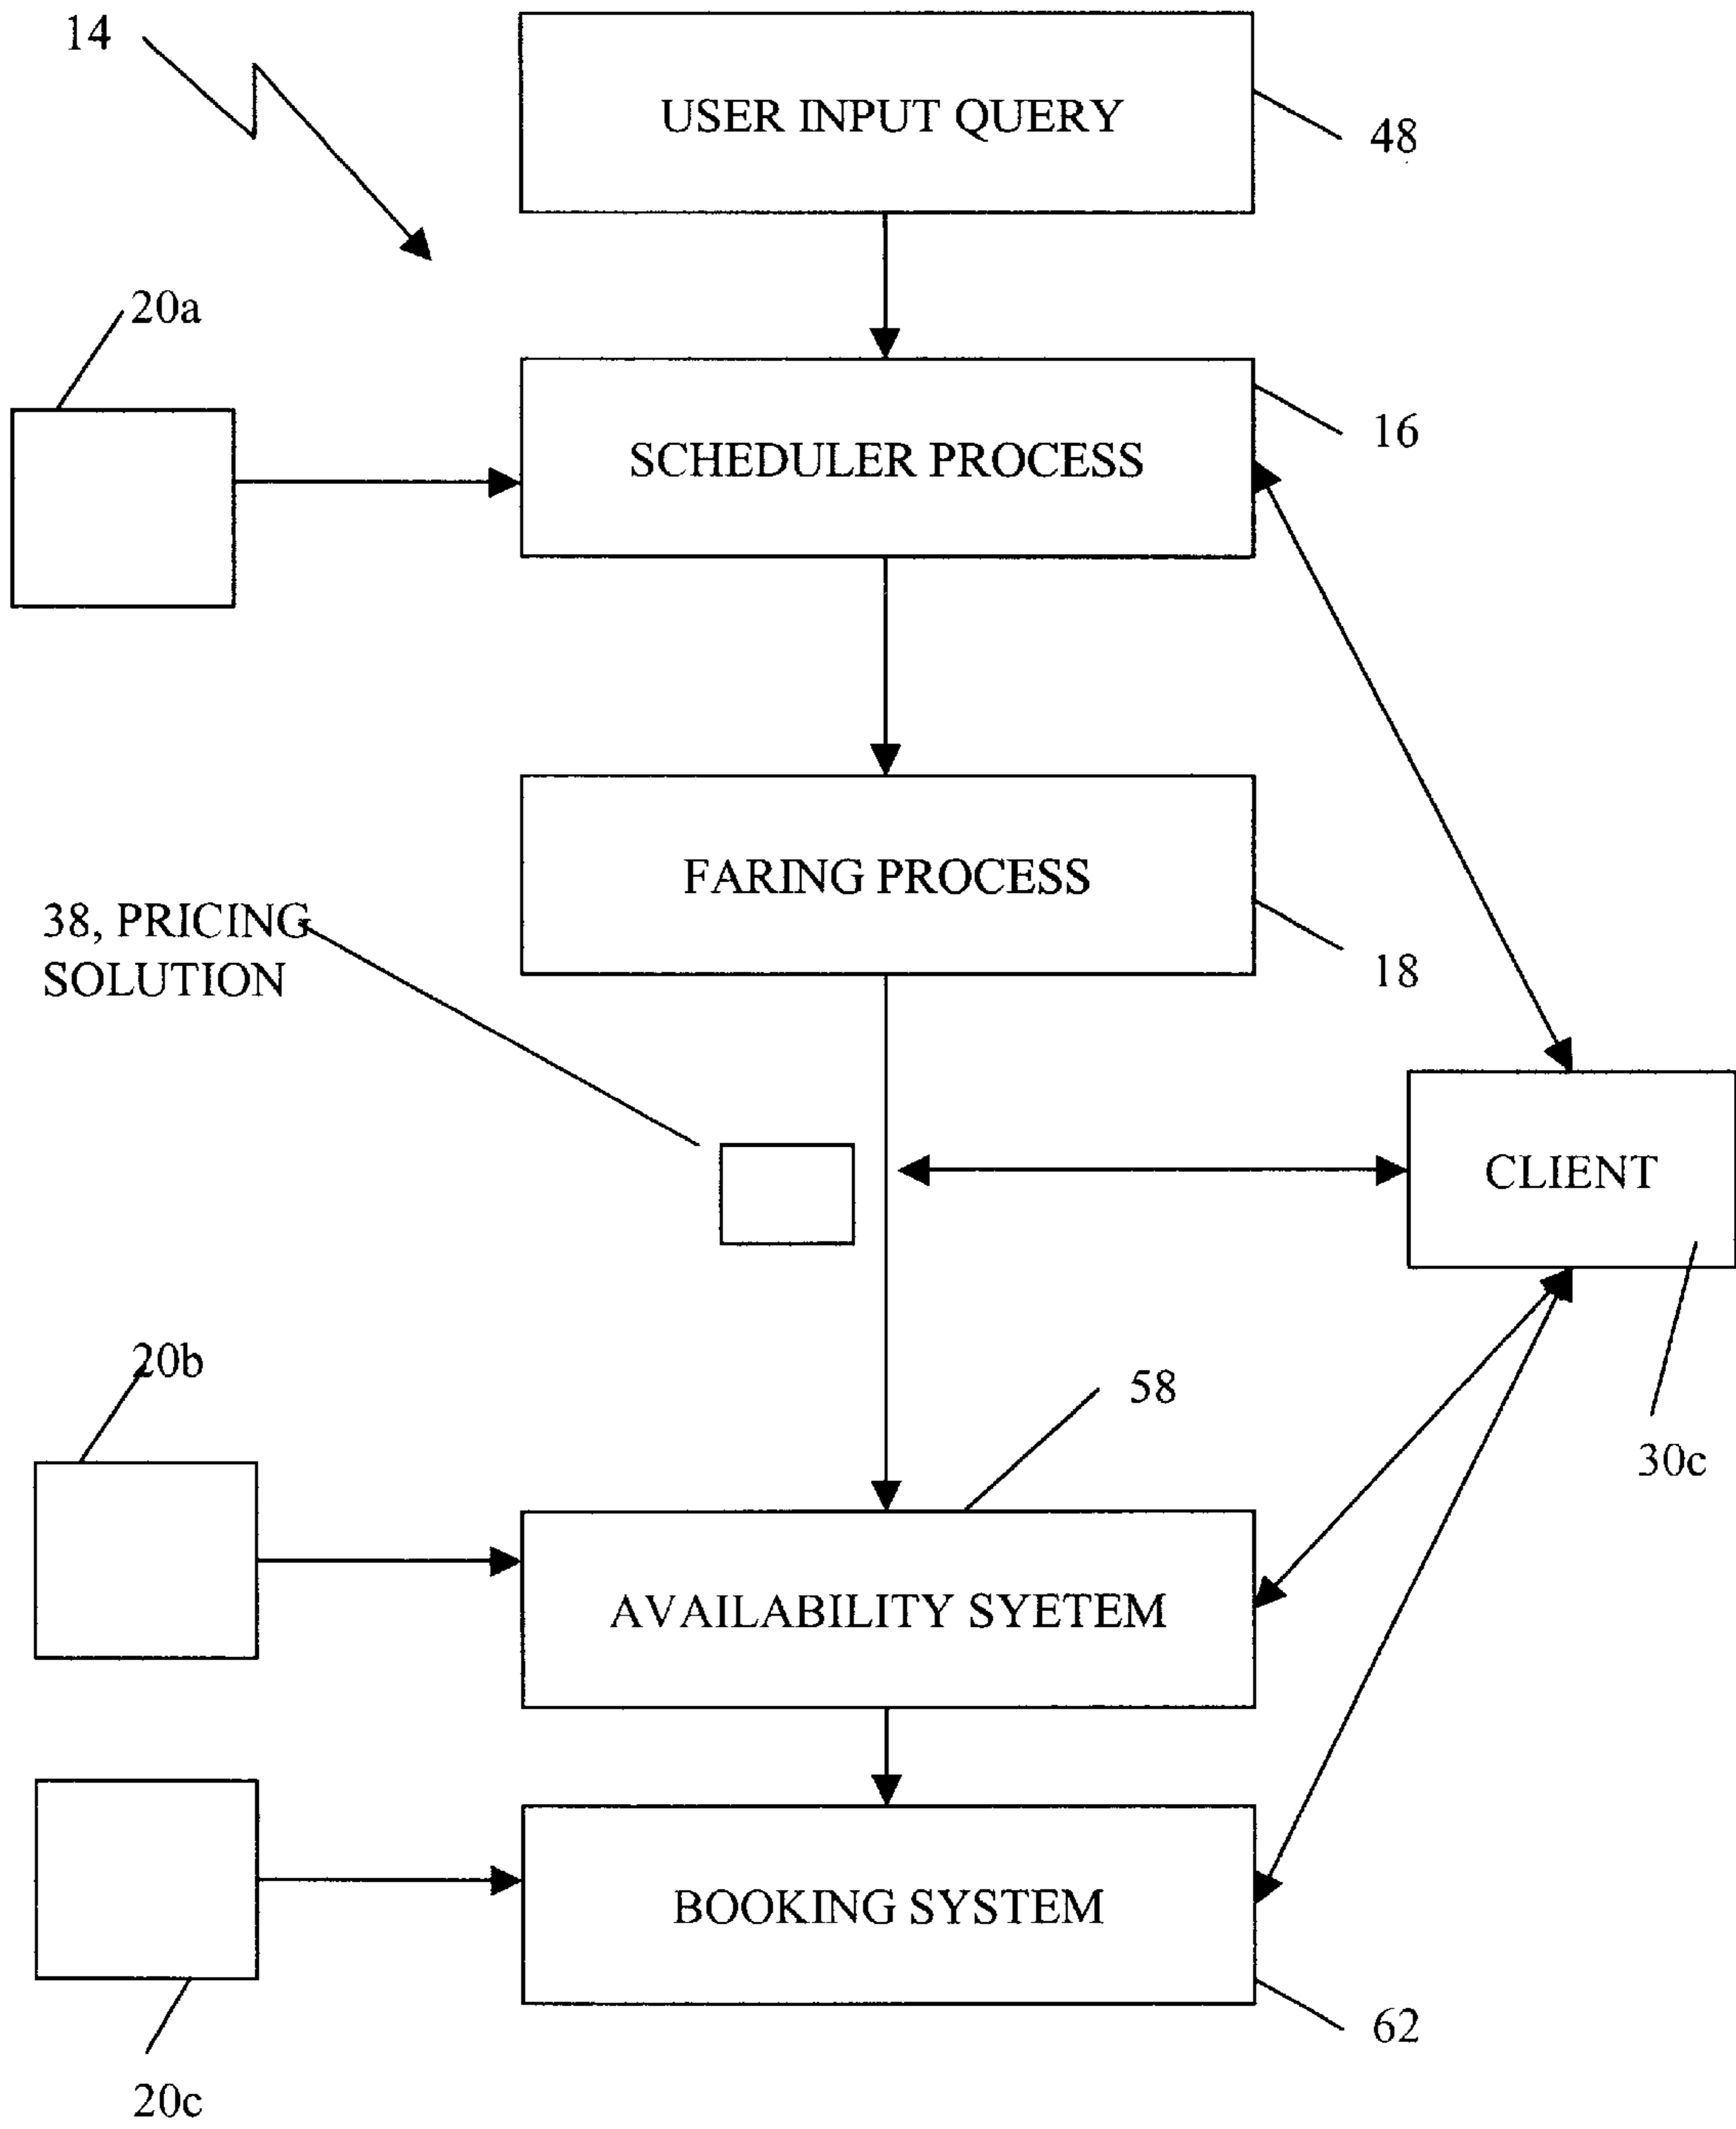 14
USER INPUT QUERY
48
20a
SCHEDULER PROCESS
16
FARING PROCESS
38, PRICING
SOLUTION
18
CLIENT
20b
58
30c
AVAILABILITY SYETEM
BOOKING SYSTEM
62
20c